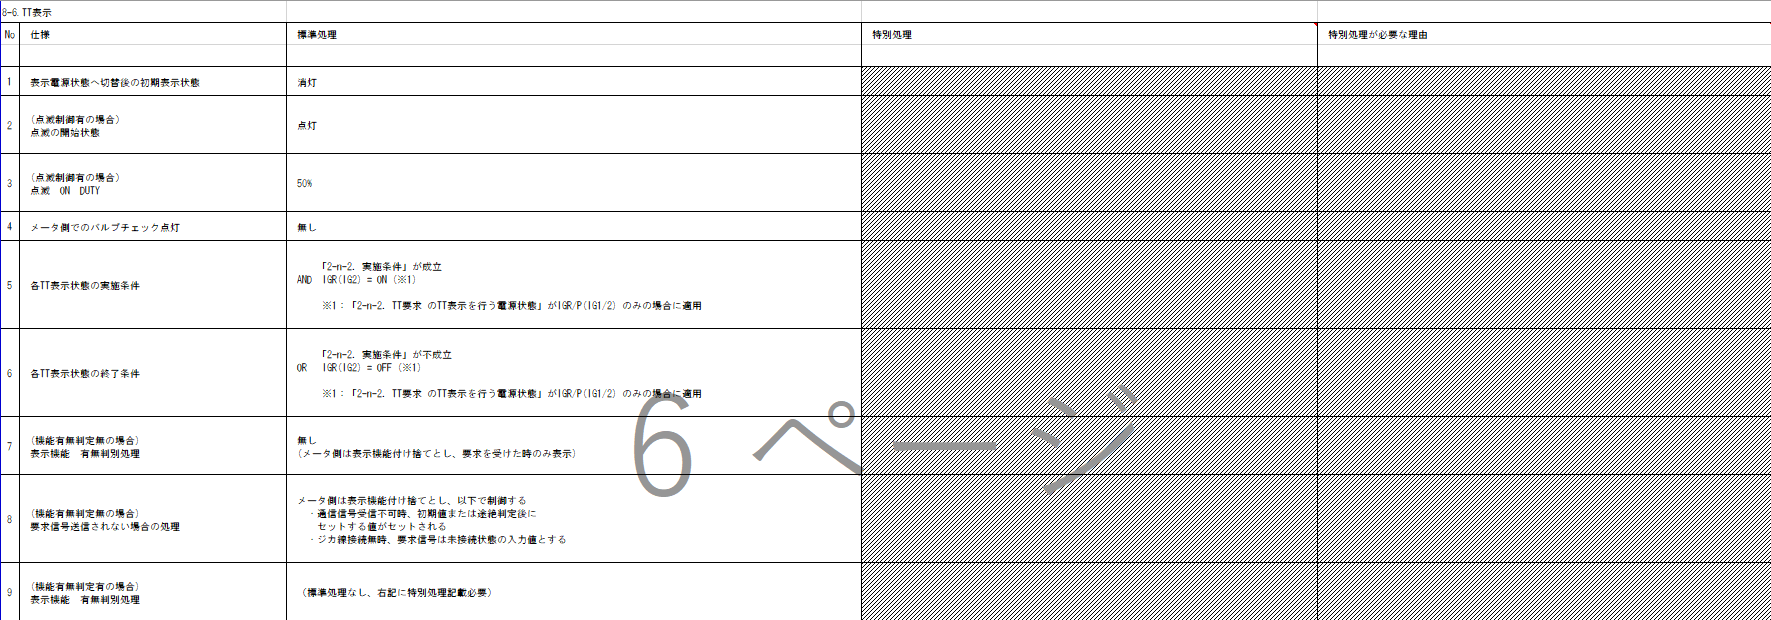 8-6.TT表示
No 仕様 標準処理 特別処理 特別処理が必要な理由
1 表示電源状態へ切替後の初期表示状態 消灯
2 (点滅制御有の場合)
点滅の開始状態 点灯
3 (点滅制御有の場合)
点滅 ON DUTY 50%
4 メータ側でのバルブチェック点灯 無し
5 各TT表示状態の実施条件
「2-n-2. 実施条件」が成立
AND IGR(IG2) = ON (※1)
※1:「2-n-2. TT要求 のTT表示を行う電源状態」がIGR/P(IG1/2) のみの場合に適用
6 各TT表示状態の終了条件
「2-n-2. 実施条件」が不成立
OR IGR(IG2) = OFF (※1)
※1:「2-n-2. TT要求 のTT表示を行う電源状態」がIGR/P(IG1/2) のみの場合に適用
7 (機能有無判定無の場合)
表示機能 有無判別処理
無し
(メータ側は表示機能付け捨てとし、要求を受けた時のみ表示)
8 (機能有無判定無の場合)
要求信号送信されない場合の処理
メータ側は表示機能付け捨てとし、以下で制御する
・通信信号受信不可時、初期値または途絶判定後に
セットする値がセットされる
・ジカ線接続無時、要求信号は未接続状態の入力値とする
9 (機能有無判定有の場合)
表示機能 有無判別処理
(標準処理なし、右記に特別処理記載必要)
6 ページ